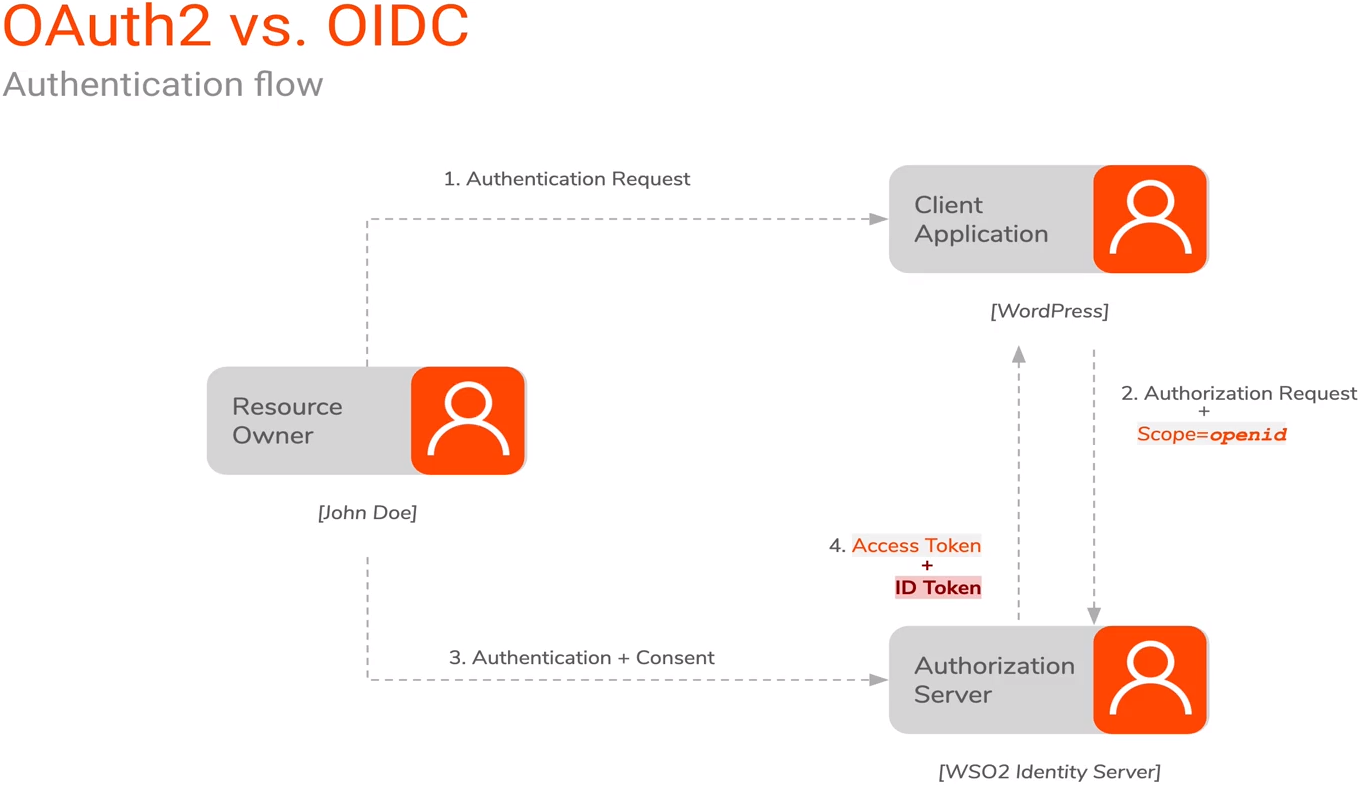 OAuth2 vs. OIDC
Authentication flow
1. Authentication Request
Client
Application
[WordPress]
Resource
Owner
[John Doe]
2. Authorization Request
+
Scope=openid
4. Access Token
+
ID Token
3. Authentication + Consent
Authorization
Server
[WSO2 Identity Server]